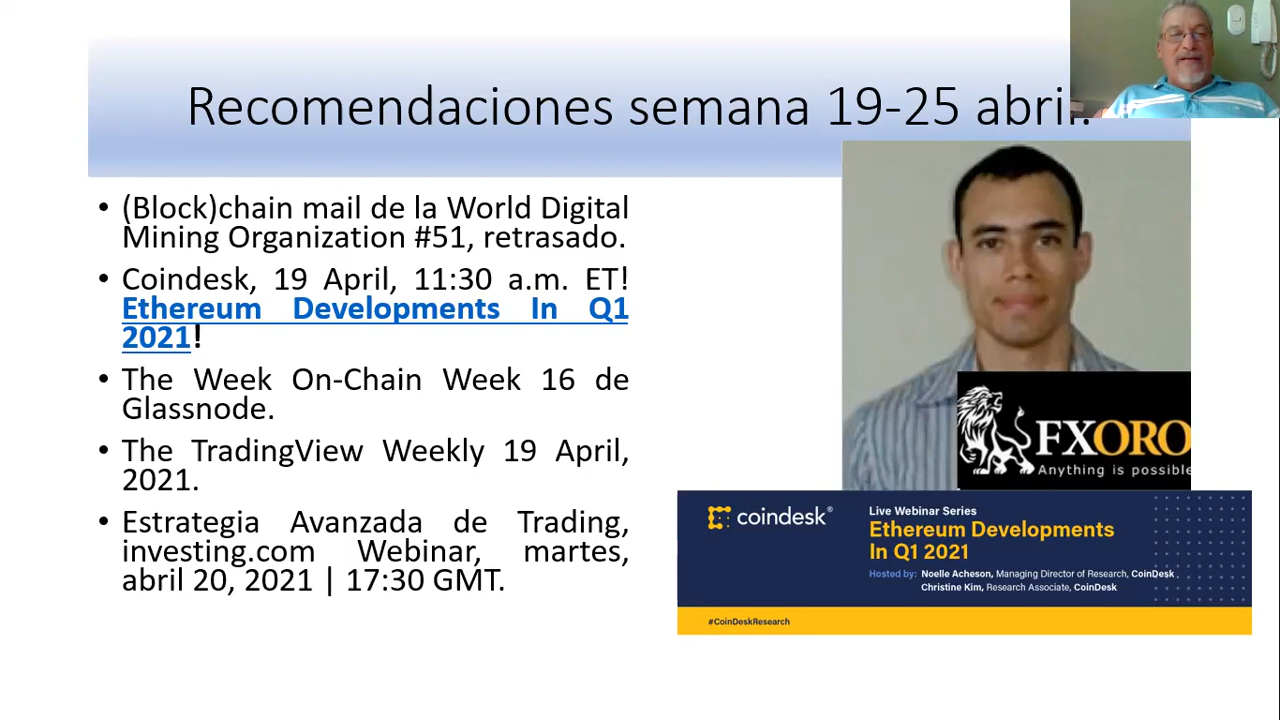 Recomendaciones semana 19-25 abril.
• (Block)chain mail de la World Digital
Mining Organization #51, retrasado.
• Coindesk, 19 April, 11:30 a.m. ET!
Ethereum Developments In Q1
2021!
• The Week On-Chain Week 16 de
Glassnode.
• The TradingView Weekly 19 April,
2021.
• Estrategia Avanzada de Trading,
investing.com Webinar, martes,
abril 20, 2021 | 17:30 GMT.
FXORO
Anything is possible
coindesk®
Live Webinar Series
Ethereum Developments
In Q1 2021
Hosted by: Noelle Acheson, Managing Director of Research, CoinDesk
Christine Kim, Research Associate, CoinDesk
#CoinDeskResearch